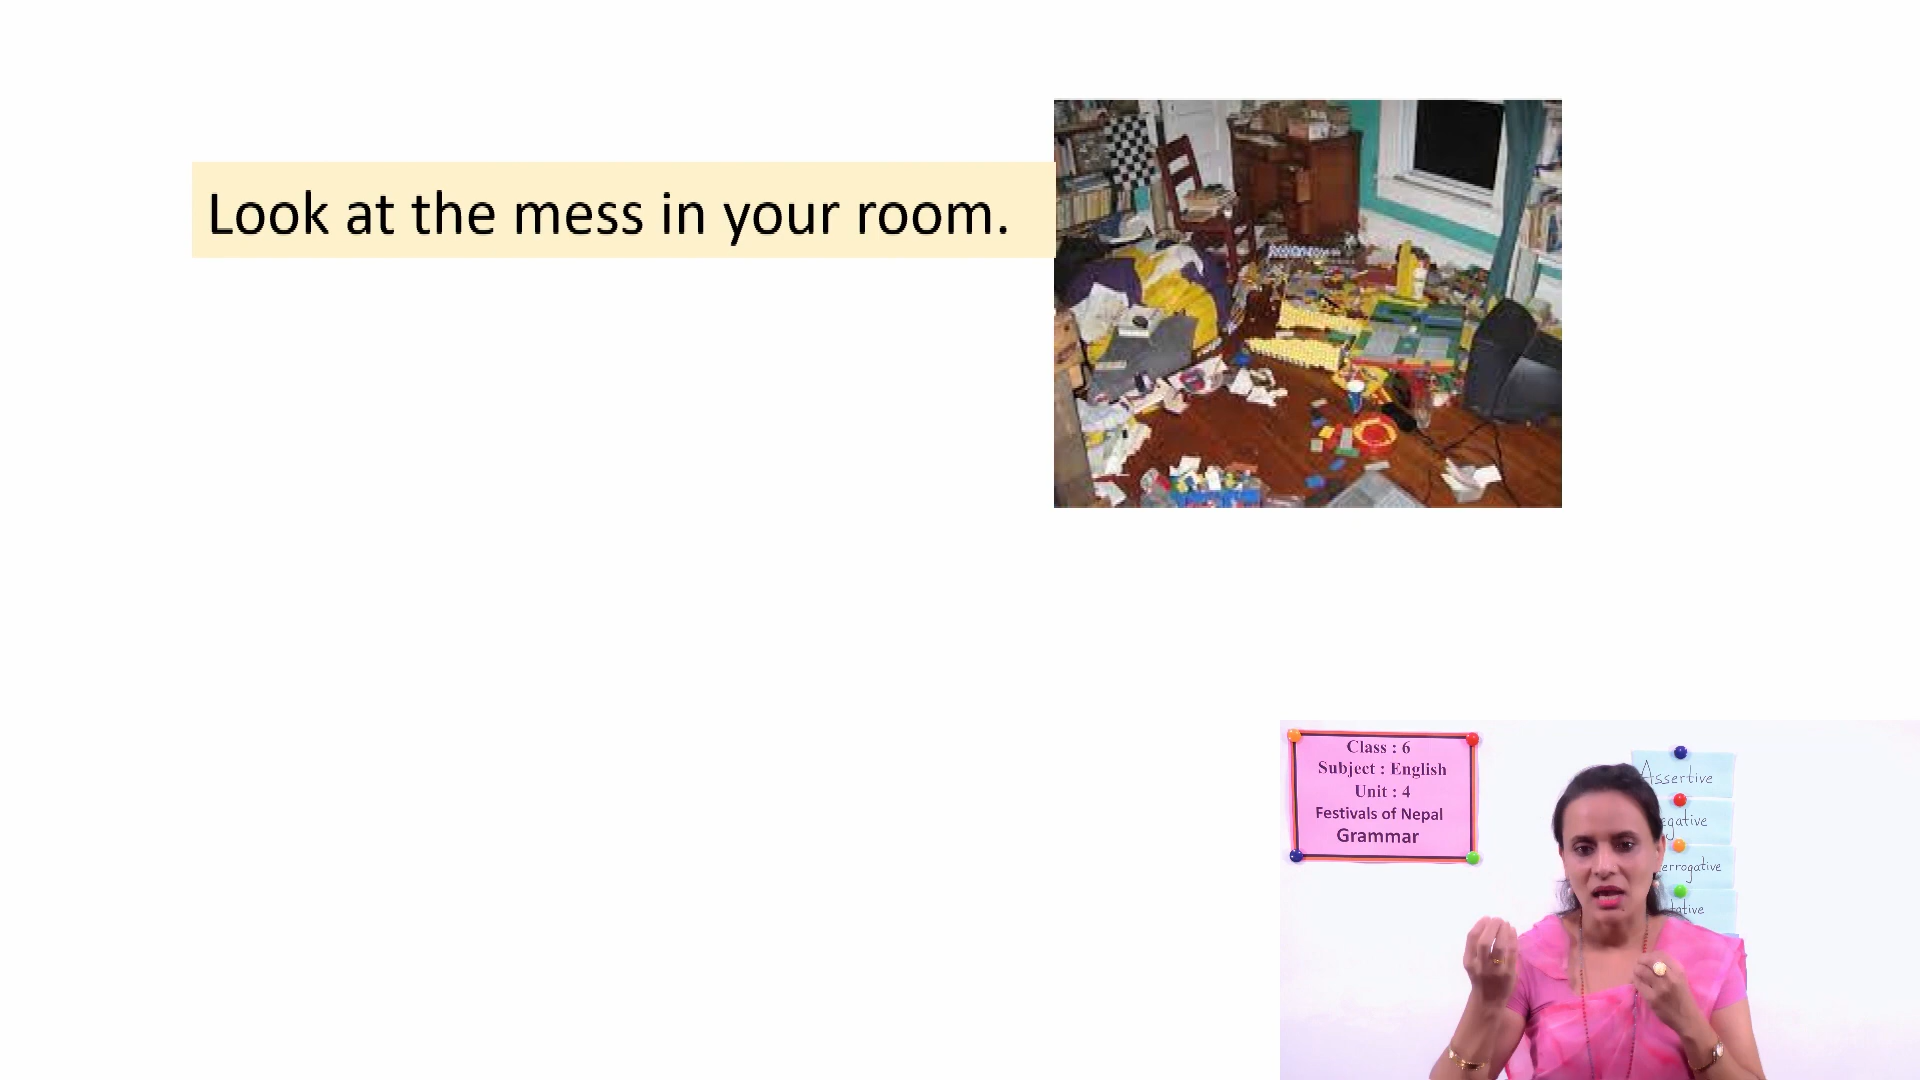 Look at the mess in your room.
Class : 6
Subject : English
Unit : 4
Festivals of Nepal
Grammar
Assertive